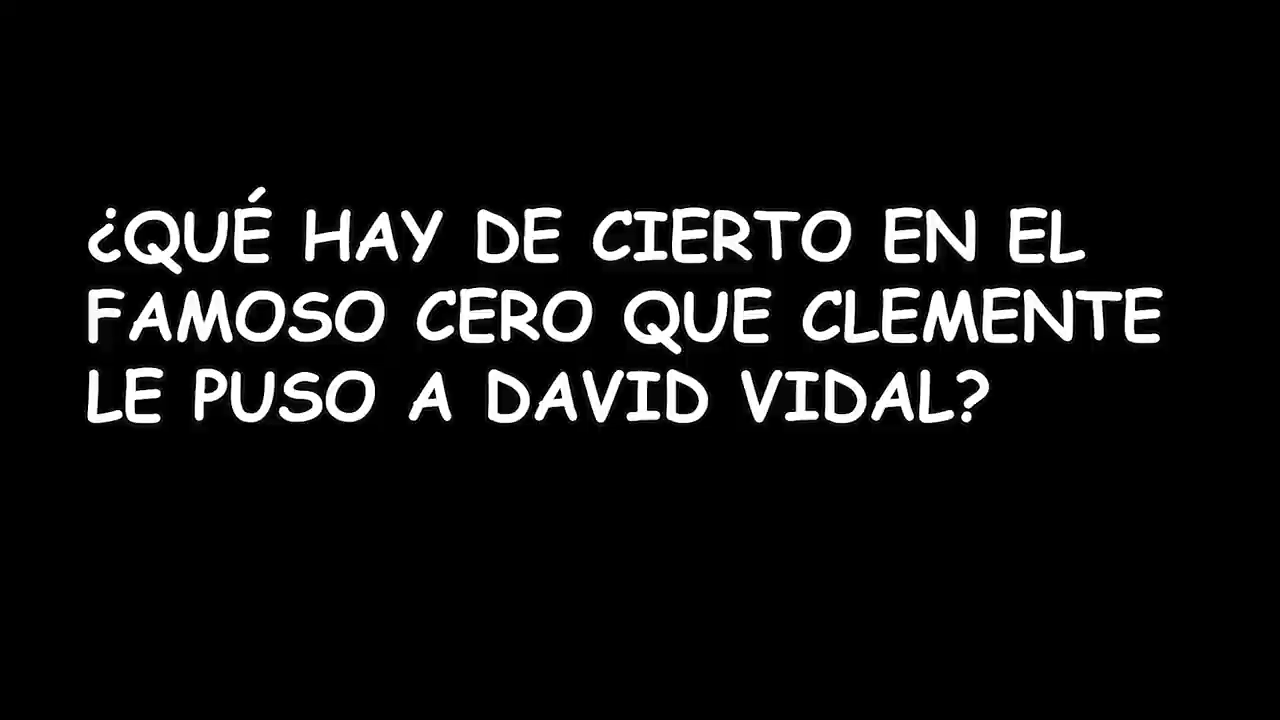 ¿QUÉ HAY DE CIERTO EN EL
FAMOSO CERO QUE CLEMENTE
LE PUSO A DAVID VIDAL?